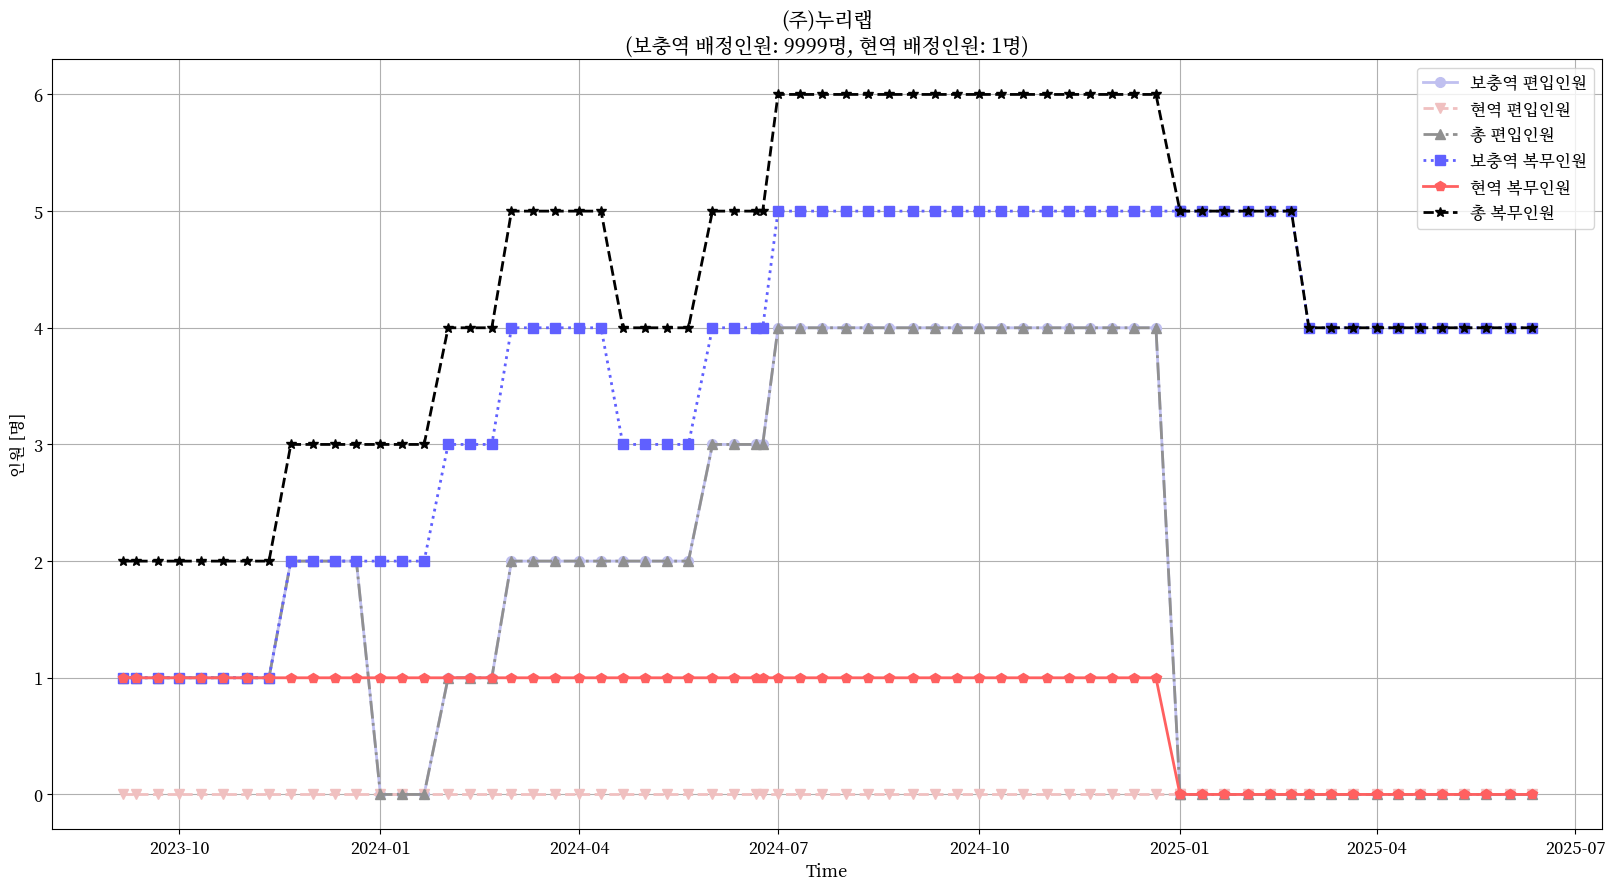 (주)누리랩
(보충역 배정인원: 9999명, 현역 배정인원: 1명)
보충역 편입인원
현역 편입인원
총 편입인원
보충역 복무인원
현역 복무인원
총 복무인원
인원 [명]
6
5
4
3
2
1
0
2023-10
2024-01
2024-04
2024-07
2024-10
2025-01
2025-04
2025-07
Time